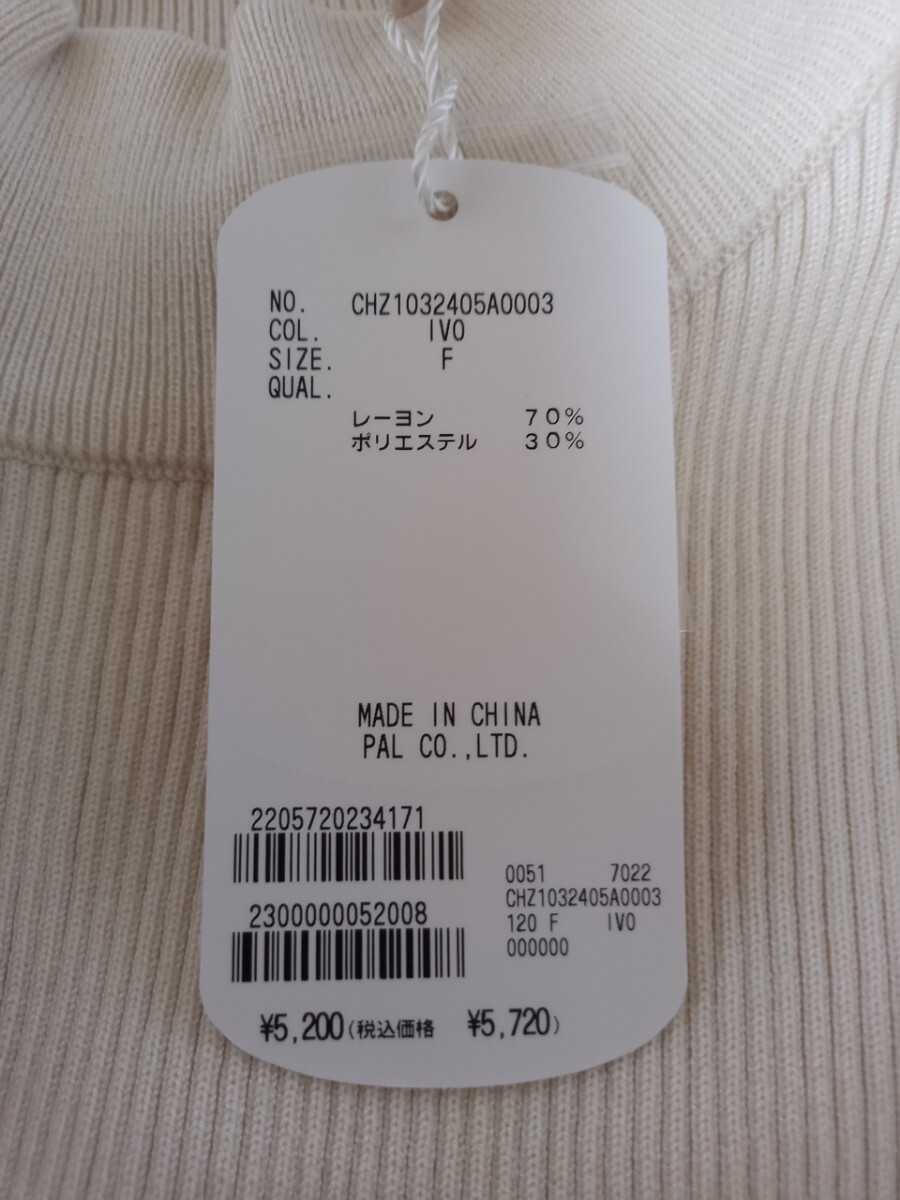 NO. CHZ1032405A0003
COL. IVO
SIZE. F
QUAL.
レーヨン ７０％
ポリエステル ３０％
MADE IN CHINA
PAL CO.,LTD.
2205720234171
2300000052008
0051 7022
CHZ1032405A0003
120 F IVO
000000
¥5,200(税込価格 ¥5,720)